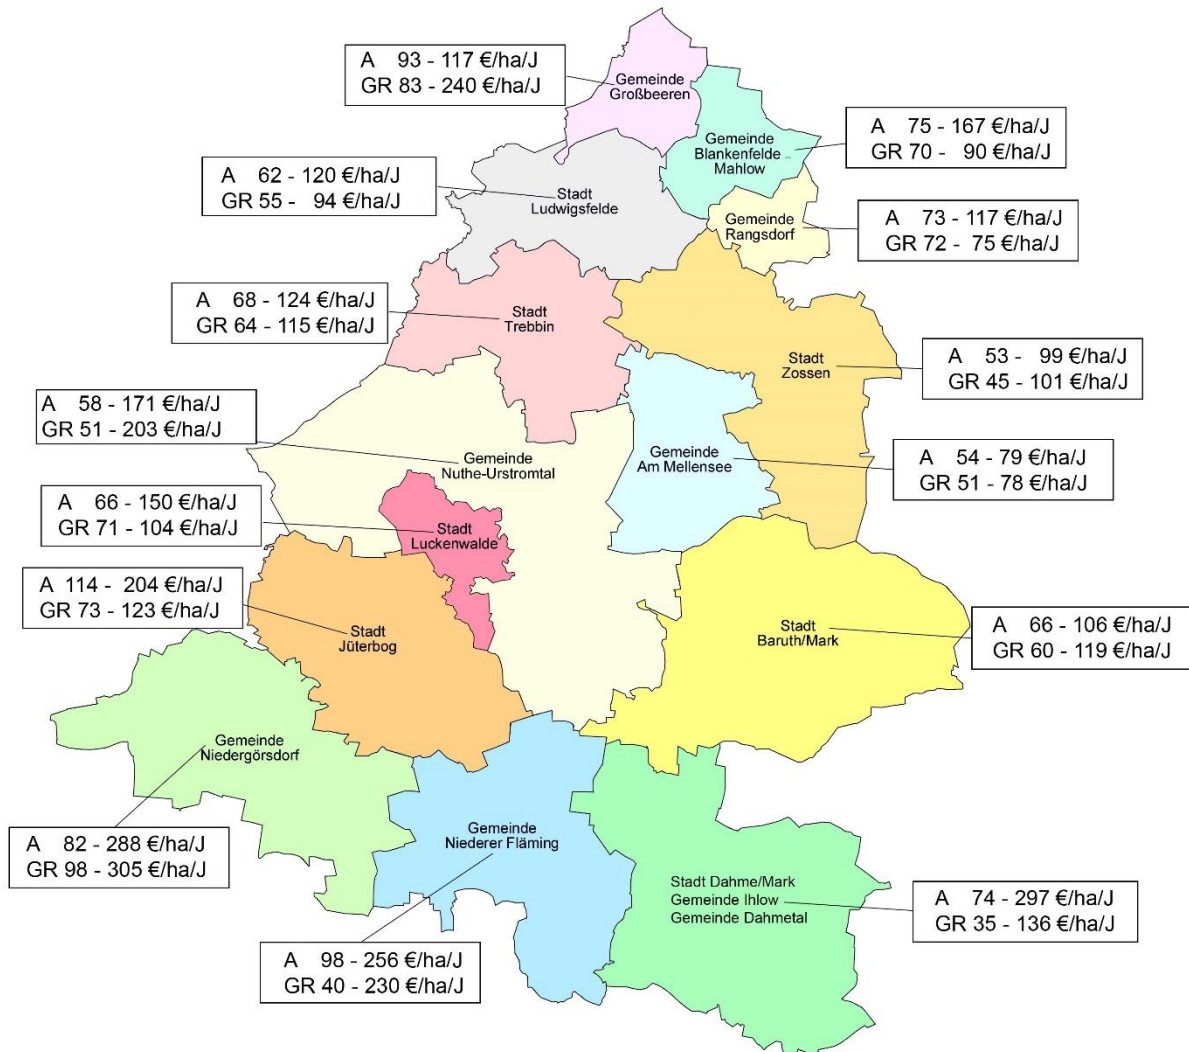 A 93 - 117 €/ha/J
GR 83 - 240 €/ha/J
Gemeinde
Großbeeren
Gemeinde
Blankenfelde -
Mahlow
A 75 - 167 €/ha/J
GR 70 - 90 €/ha/J
A 62 - 120 €/ha/J
GR 55 - 94 €/ha/J
Stadt
Ludwigsfelde
Gemeinde
Rangsdorf
A 73 - 117 €/ha/J
GR 72 - 75 €/ha/J
A 68 - 124 €/ha/J
GR 64 - 115 €/ha/J
Stadt
Trebbin
Stadt
Zossen
A 53 - 99 €/ha/J
GR 45 - 101 €/ha/J
A 58 - 171 €/ha/J
GR 51 - 203 €/ha/J
Gemeinde
Nuthe-Urstromtal
Gemeinde
Am Mellensee
A 54 - 79 €/ha/J
GR 51 - 78 €/ha/J
A 66 - 150 €/ha/J
GR 71 - 104 €/ha/J
Stadt
Luckenwalde
A 114 - 204 €/ha/J
GR 73 - 123 €/ha/J
Stadt
Jüterbog
Stadt
Baruth/Mark
A 66 - 106 €/ha/J
GR 60 - 119 €/ha/J
Gemeinde
Niedergörsdorf
A 82 - 288 €/ha/J
GR 98 - 305 €/ha/J
Gemeinde
Niederer Fläming
A 98 - 256 €/ha/J
GR 40 - 230 €/ha/J
Stadt Dahme/Mark
Gemeinde Ihlow
Gemeinde Dahmetal
A 74 - 297 €/ha/J
GR 35 - 136 €/ha/J